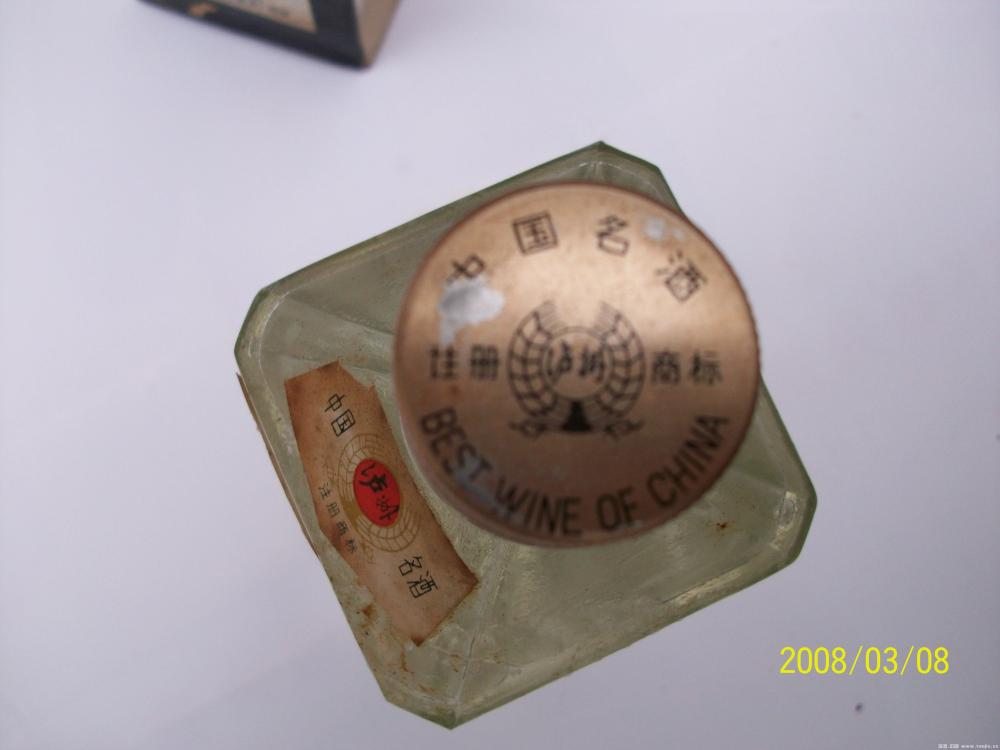 中国名酒
注册 泸州 商标
BEST WINE OF CHINA
中国
泸州
注册商标
名酒
2008/03/08